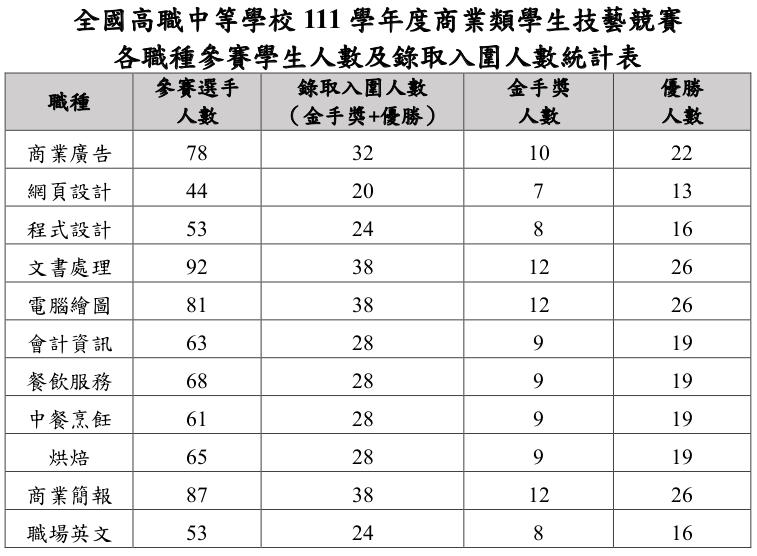 全國高職中等學校 111 學年度商業類學生技藝競賽
各職種參賽學生人數及錄取入圍人數統計表
職種 參賽選手人數 錄取入圍人數（金手獎+優勝） 金手獎人數 優勝人數
商業廣告 78 32 10 22
網頁設計 44 20 7 13
程式設計 53 24 8 16
文書處理 92 38 12 26
電腦繪圖 81 38 12 26
會計資訊 63 28 9 19
餐飲服務 68 28 9 19
中餐烹飪 61 28 9 19
烘焙 65 28 9 19
商業簡報 87 38 12 26
職場英文 53 24 8 16